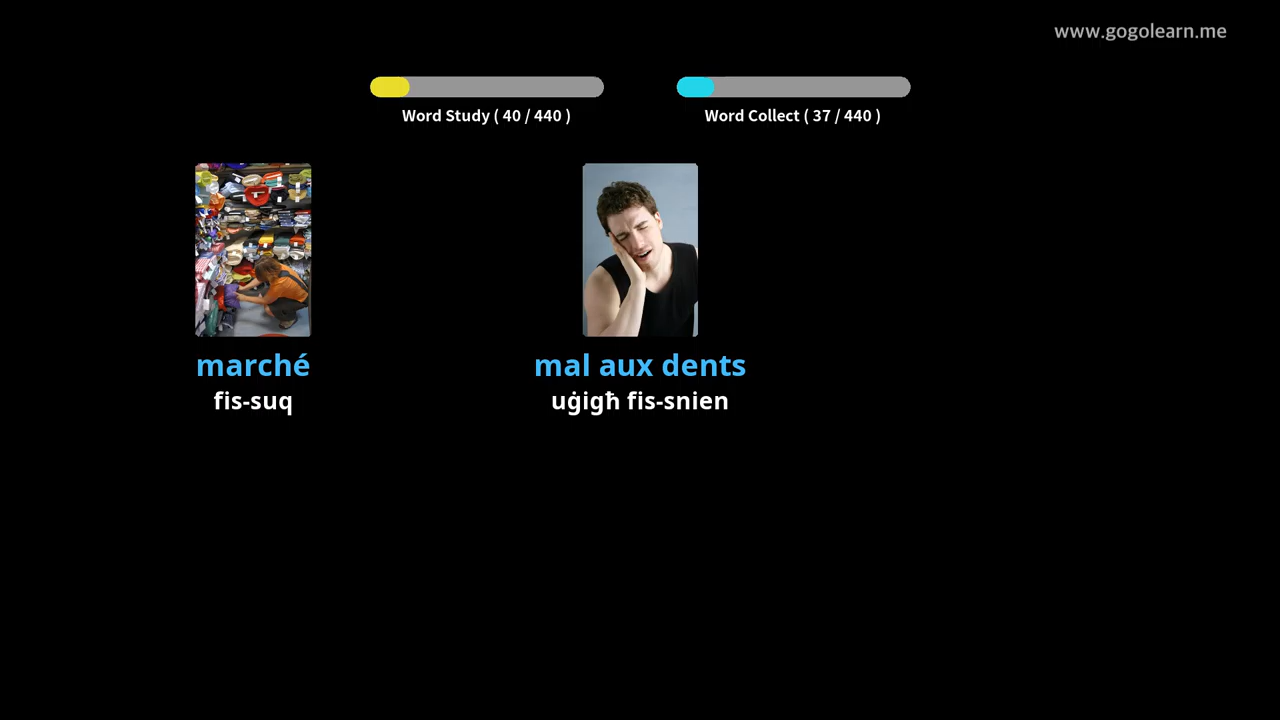 www.gogolearn.me
Word Study ( 40 / 440 )
Word Collect ( 37 / 440 )
marché
fis-suq
mal aux dents
uġigħ fis-snien